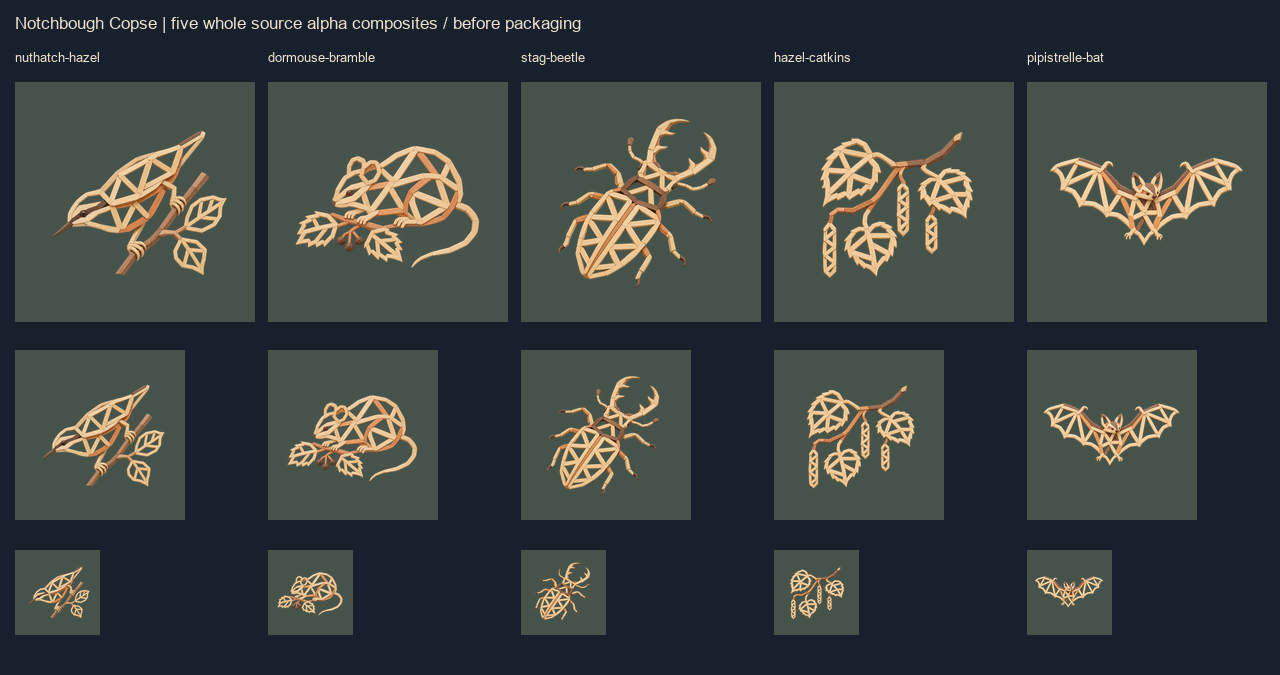 Notchbough Copse | five whole source alpha composites / before packaging
nuthatch-hazel
dormouse-bramble
stag-beetle
hazel-catkins
pipistrelle-bat